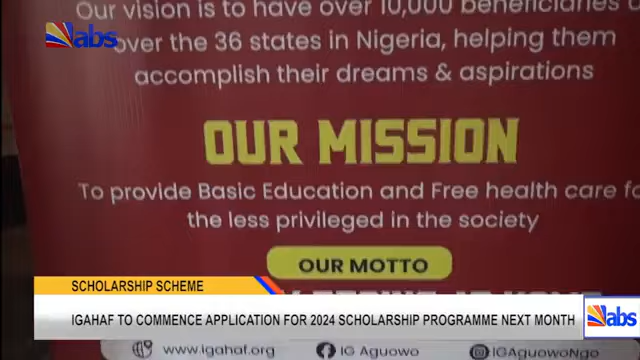 Our vision is to have over 10,000 beneficiaries
abs
over the 36 states in Nigeria, helping them
accomplish their dreams & aspirations
OUR MISSION
To provide Basic Education and Free health care
the less privileged in the society
OUR MOTTO
SCHOLARSHIP SCHEME
IGAHAF TO COMMENCE APPLICATION FOR 2024 SCHOLARSHIP PROGRAMME NEXT MONTH
abs
www.igahaf.org IG Aguowo IGAguowoNgo